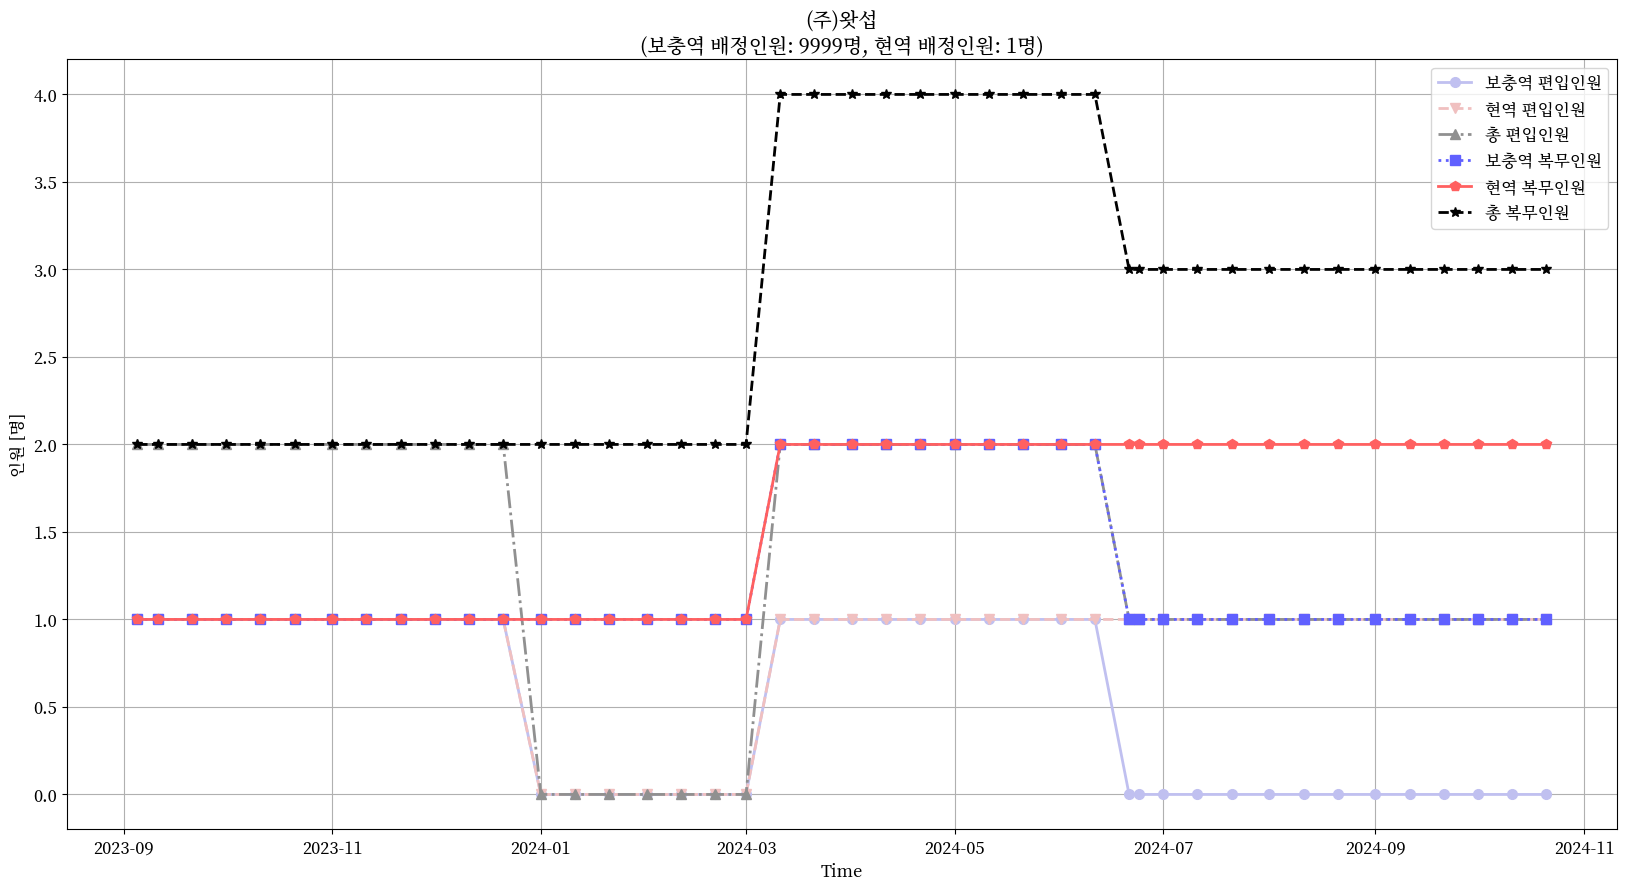 (주)왓섭
(보충역 배정인원: 9999명, 현역 배정인원: 1명)
보충역 편입인원
현역 편입인원
총 편입인원
보충역 복무인원
현역 복무인원
총 복무인원
인원 [명]
4.0
3.5
3.0
2.5
2.0
1.5
1.0
0.5
0.0
2023-09
2023-11
2024-01
2024-03
2024-05
2024-07
2024-09
2024-11
Time